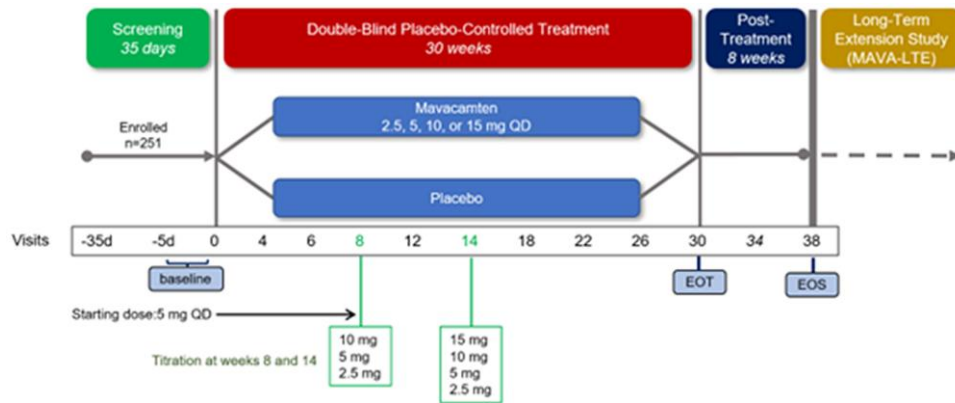 Screening
35 days
Double-Blind Placebo-Controlled Treatment
30 weeks
Post-
Treatment
8 weeks
Long-Term
Extension Study
(MAVA-LTE)
Enrolled
n=251
Mavacamten
2.5, 5, 10, or 15 mg QD
Placebo
Visits -35d -5d 0 4 6 8 12 14 18 22 26 30 34 38
baseline
EOT
EOS
Starting dose:5 mg QD
Titration at weeks 8 and 14
10 mg
5 mg
2.5 mg
15 mg
10 mg
5 mg
2.5 mg